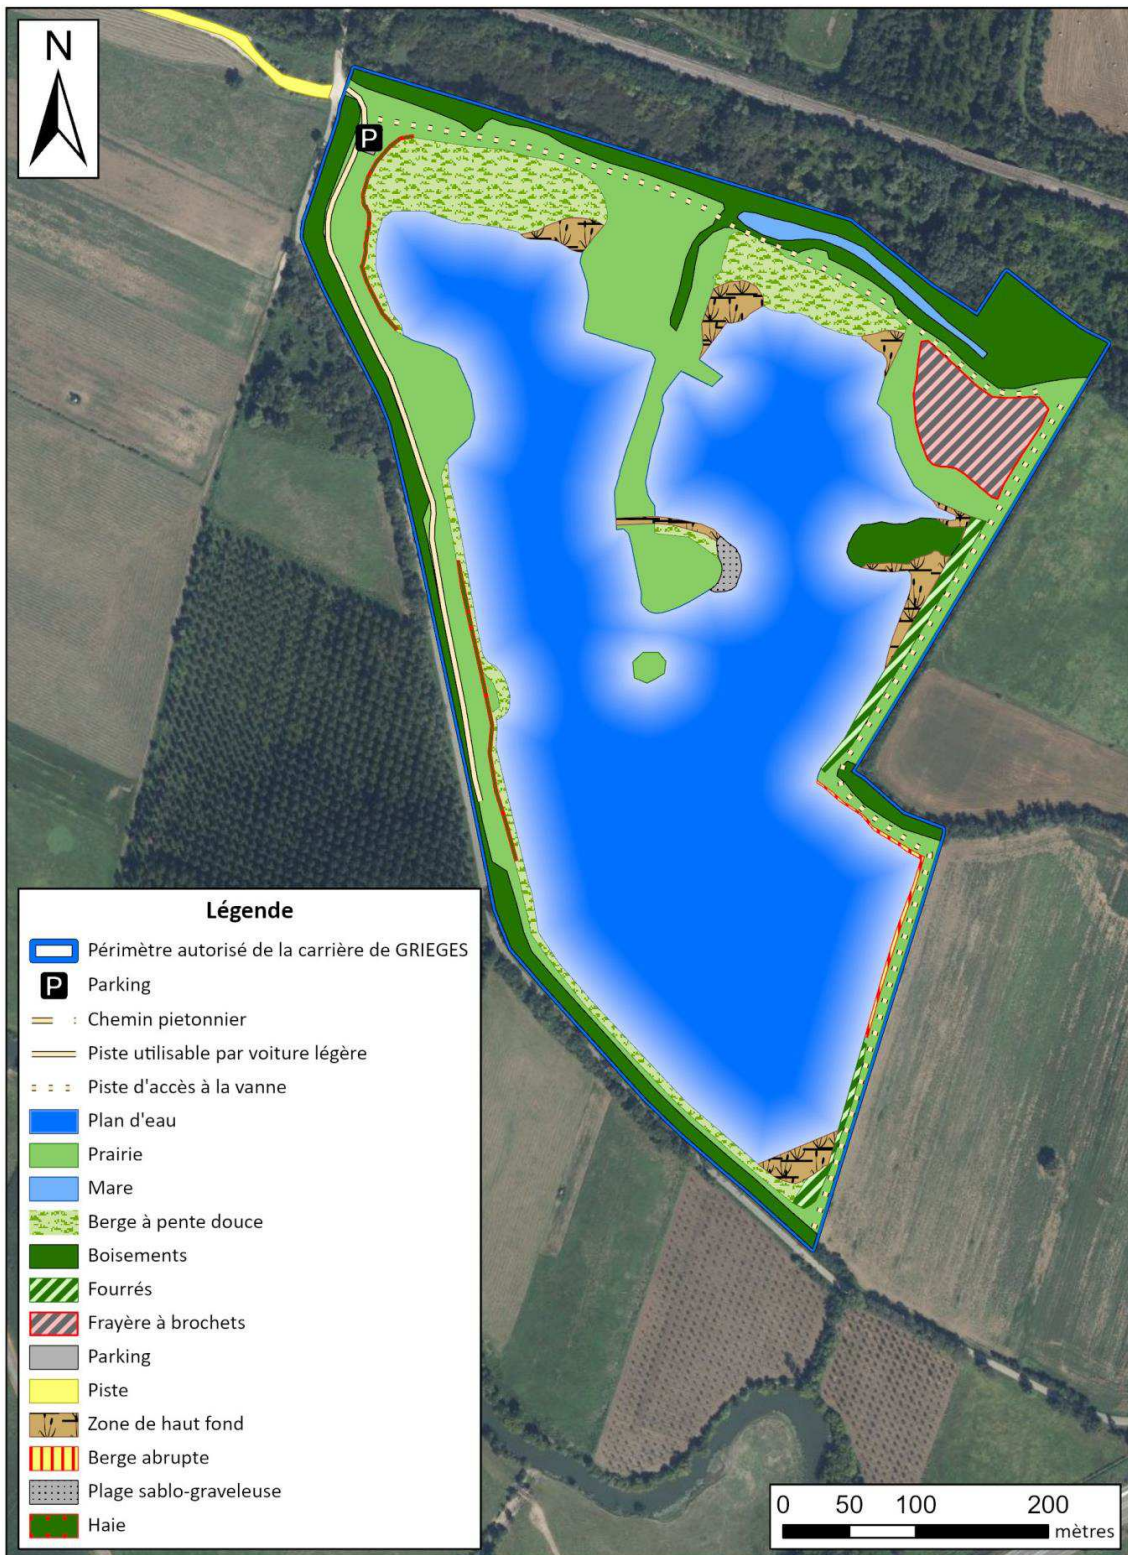 N
P
Légende
Périmètre autorisé de la carrière de GRIEGES
P Parking
Chemin pietonnier
Piste utilisable par voiture légère
Piste d'accès à la vanne
Plan d'eau
Prairie
Mare
Berge à pente douce
Boisements
Fourrés
Frayère à brochets
Parking
Piste
Zone de haut fond
Berge abrupte
Plage sablo-graveleuse
Haie
0 50 100 200
mètres